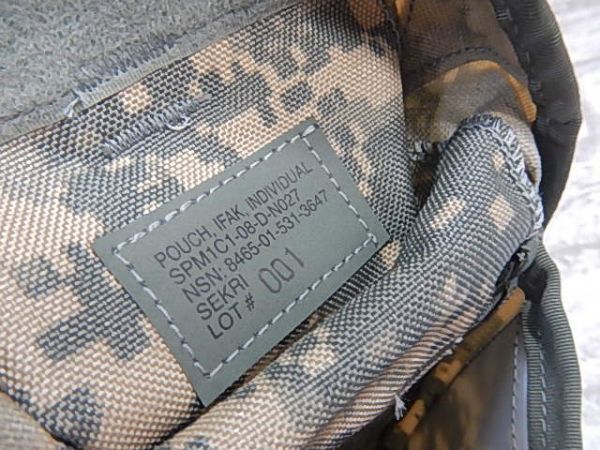 POUCH, IFAK, INDIVIDUAL
SPM1C1-08-D-N027
NSN: 8465-01-531-3647
SEKRI
LOT # 001